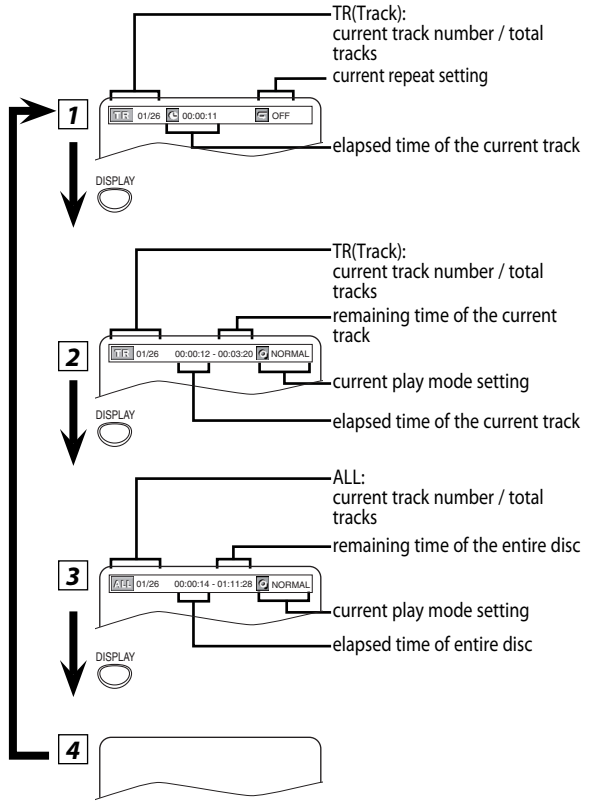 TR(Track):
current track number / total
tracks
current repeat setting
1
TR 01/26 00:00:11 OFF
elapsed time of the current track
DISPLAY
TR(Track):
current track number / total
tracks
remaining time of the current
track
2
TR 01/26 00:00:12 - 00:03:20 NORMAL
current play mode setting
elapsed time of the current track
DISPLAY
ALL:
current track number / total
tracks
remaining time of the entire disc
3
ALL 01/26 00:00:14 - 01:11:28 NORMAL
current play mode setting
elapsed time of entire disc
DISPLAY
4